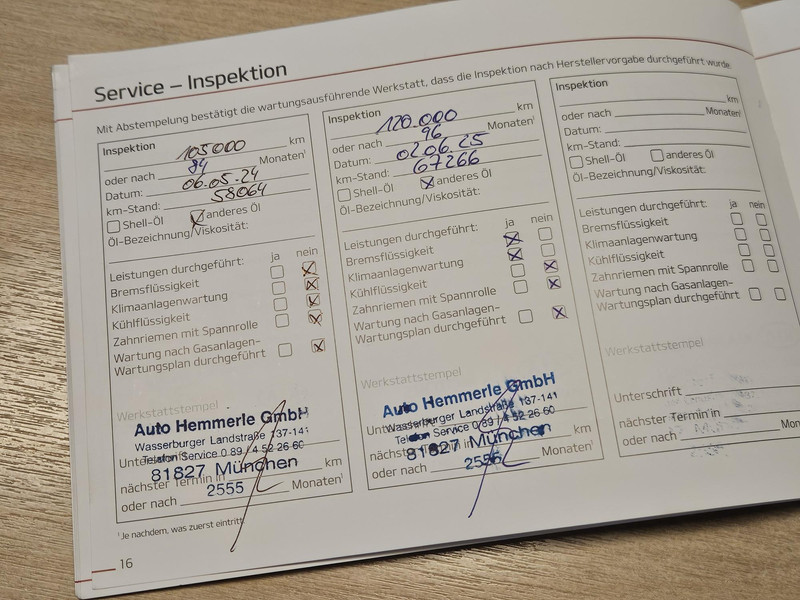 Service – Inspektion
Mit Abstempelung bestätigt die wartungsausführende Werkstatt, dass die Inspektion nach Herstellervorgabe durchgeführt wurde
Inspektion
105000 km
oder nach 84 Monaten¹
Datum: 06.05.24
km-Stand: 58064
Shell-Öl anderes Öl
Öl-Bezeichnung/Viskosität:
Leistungen durchgeführt: ja nein
Bremsflüssigkeit
Klimaanlagenwartung
Kühlflüssigkeit
Zahnriemen mit Spannrolle
Wartung nach Gasanlagen-
Wartungsplan durchgeführt
Werkstattstempel
Auto Hemmerle GmbH
Wasserburger Landstraße 137-141
Telefon Service 0 89 / 4 52 26-60
81827 München
nächster Termin in km
2555
oder nach Monaten¹
Inspektion
120.000 km
oder nach 96 Monaten¹
Datum: 02.06.25
km-Stand: 67266
Shell-Öl anderes Öl
Öl-Bezeichnung/Viskosität:
Leistungen durchgeführt: ja nein
Bremsflüssigkeit
Klimaanlagenwartung
Kühlflüssigkeit
Zahnriemen mit Spannrolle
Wartung nach Gasanlagen-
Wartungsplan durchgeführt
Werkstattstempel
Auto Hemmerle GmbH
Wasserburger Landstraße 137-141
Telefon Service 0 89 / 4 52 26 60
81827 München
km
oder nach Monaten¹
Inspektion
km
oder nach Monaten¹
Datum:
km-Stand:
Shell-Öl anderes Öl
Öl-Bezeichnung/Viskosität:
Leistungen durchgeführt: ja nein
Bremsflüssigkeit
Klimaanlagenwartung
Kühlflüssigkeit
Zahnriemen mit Spannrolle
Wartung nach Gasanlagen-
Wartungsplan durchgeführt
Werkstattstempel
Unterschrift
nächster Termin in
oder nach Mon
¹ Je nachdem, was zuerst eintritt.
16